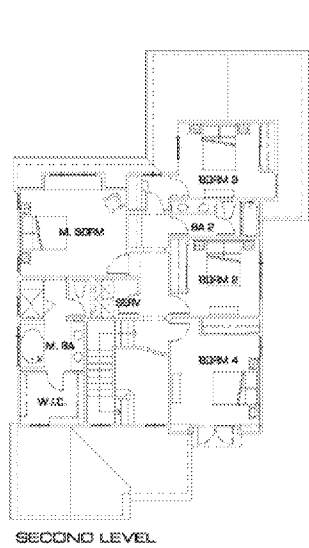 BDRM 3
M. BDRM
BA 2
BDRM 2
SERV
M. BA
BDRM 4
W.I.C.
SECOND LEVEL